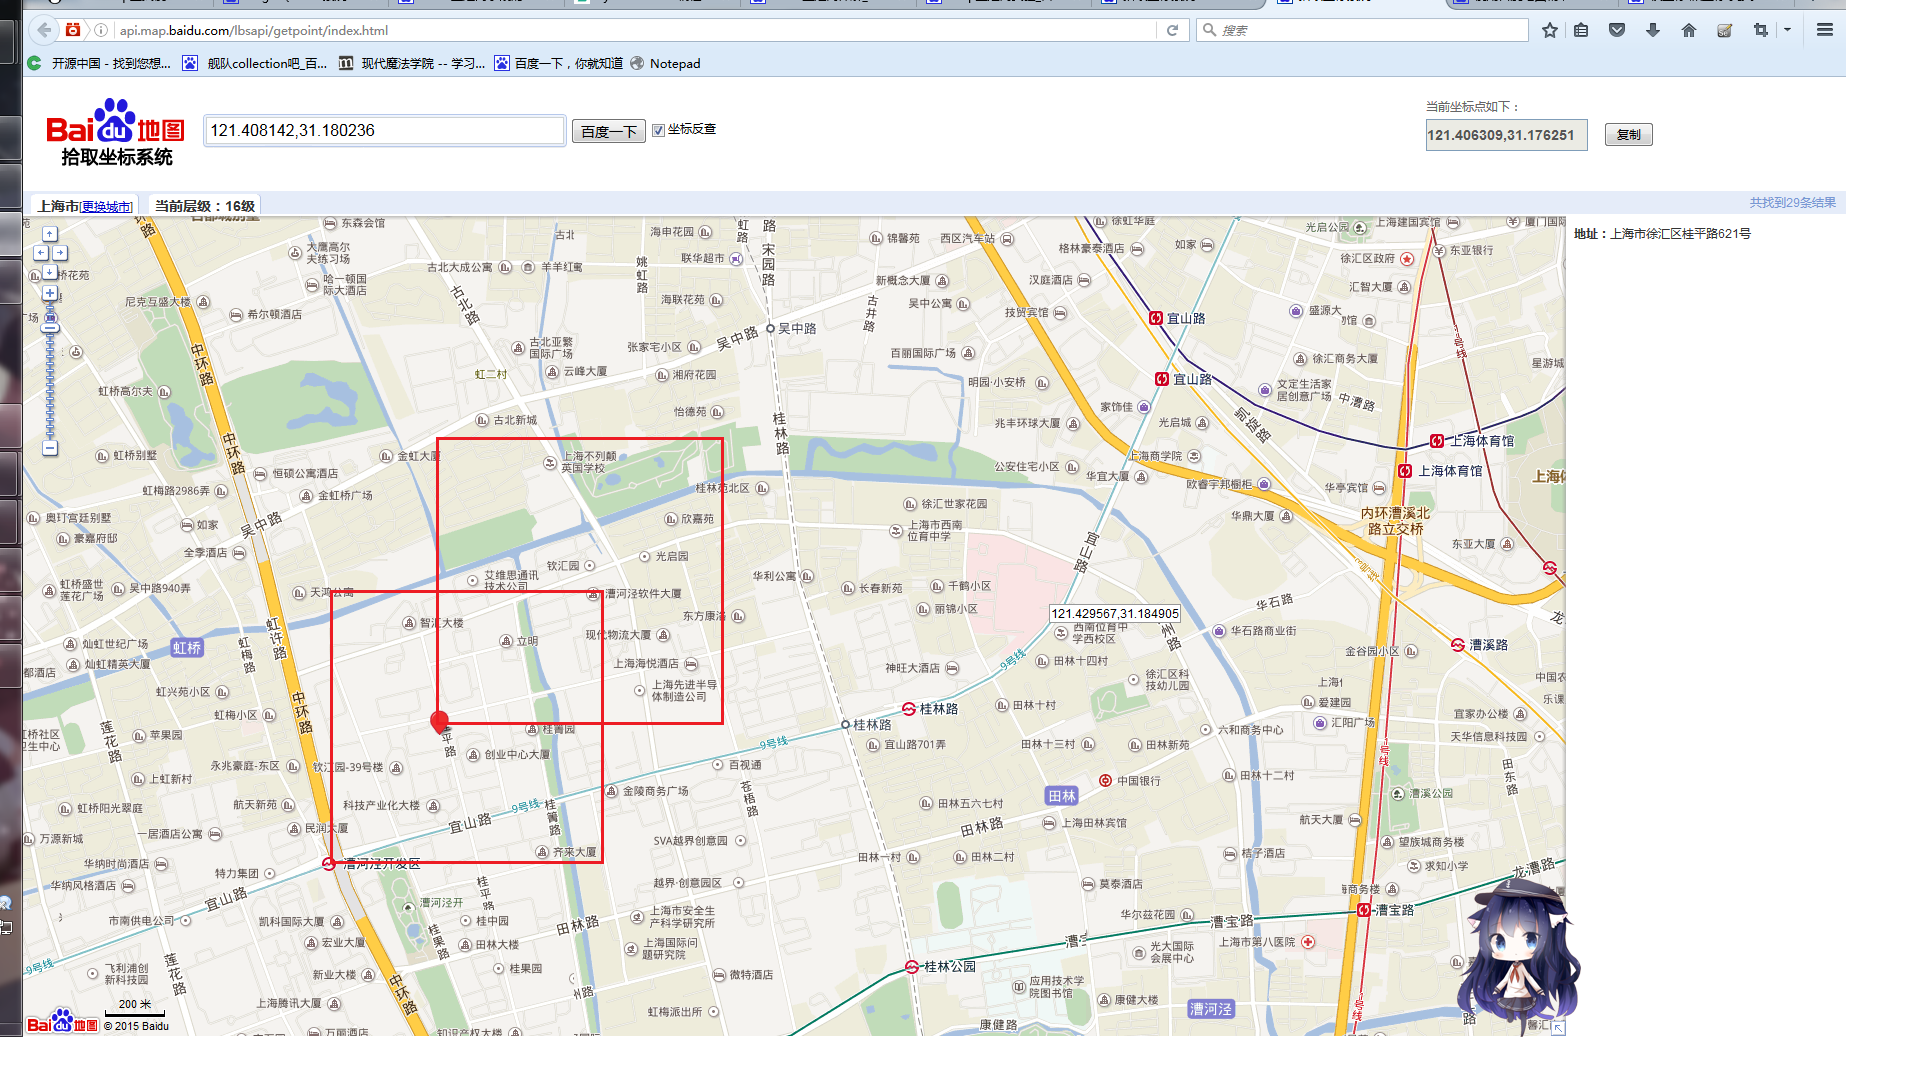 api.map.baidu.com/lbsapi/getpoint/index.html
搜索
开源中国 - 找到您想...
舰队collection吧_百...
现代魔法学院 -- 学习...
百度一下，你就知道
Notepad
Bai du 地图
拾取坐标系统
121.408142,31.180236
百度一下
坐标反查
当前坐标点如下：
121.406309,31.176251
复制
上海市[更换城市]
当前层级：16级
共找到29条结果
地址：上海市徐汇区桂平路621号
东森会馆
古北
海申花园
虹路
路
宋园路
锦馨苑
西区汽车站
徐虹华庭
光启公园
上海建国宾馆
厦门国际
大鹰高尔夫练习场
联华超市
格林豪泰酒店
如家
徐汇区政府
东亚银行
古北大成公寓
羊羊红寓
姚虹路
桥花苑
哈一顿国际大酒店
新概念大厦
汉庭酒店
汇智大厦
尼克互盛大楼
希尔顿酒店
古北路
海联花苑
吴中公寓
古井路
技贸宾馆
宜山路
盛源大
宾馆
吴中路
吴中路
中环路
古北亚繁国际广场
张家宅小区
百丽国际广场
徐汇商务大厦
3号线
星游城
虹二村
云峰大厦
湘府花园
明园·小安桥
宜山路
文定生活家居创意广场
中漕路
虹桥高尔夫
怡德苑
家饰佳
凯旋路
古北新城
桂林路
兆丰环球大厦
光启城
上海体育馆
中环路
虹桥别墅
金虹大厦
上海不列颠英国学校
上海商学院
公安住宅小区
华宜大厦
上海体育馆
恒硕公寓酒店
虹梅路2986弄
金虹桥广场
桂林苑北区
欧睿宇邦橱柜
华亭宾馆
奥玎宫廷别墅
如家
吴中路
欣嘉苑
徐汇世家花园
华鼎大厦
内环漕溪北路立交桥
豪嘉府邸
全季酒店
上海市西南位育中学
宜山路
东亚大厦
光启园
钦汇园
艾维思通讯技术公司
华利公寓
长春新苑
千鹤小区
虹桥盛世莲花广场
吴中路940弄
天鸿公寓
漕河泾软件大厦
丽锦小区
华石路
东方康洛
121.429567,31.184905
智汇大楼
立明
现代物流大厦
西南位育中学西校区
州路
华石路商业街
灿虹世纪广场
虹桥
虹许路
虹梅路
灿虹精英大厦
都酒店
上海海悦酒店
神旺大酒店
9号线
田林十四村
金谷园小区
漕溪路
徐汇区科技幼儿园
虹兴苑小区
上海先进半导体制造公司
中环路
桂林路
田林十村
爱建园
虹梅小区
桂林路
宜家办公楼
莲花路
苹果园
桂平路
桂菁园
9号线
宜山路701弄
田林十三村
田林新苑
六和商务中心
汇阳广场
天华信息科技园
创业中心大厦
永兆豪庭-东区
钦江园-39号楼
百视通
上虹新村
中国银行
田林十二村
田东路
金陵商务广场
苍梧路
虹桥阳光翠庭
航天新苑
科技产业化大楼
9号线
桂菁路
田林五六七村
田林
漕溪公园
宜山路
民润大厦
田林路
上海田林宾馆
航天大厦
万源新城
一居酒店公寓
SVA越界创意园
望族城商务楼
华纳时尚酒店
漕河泾开发区
齐来大厦
田林一村
田林二村
桔子酒店
求知小学
龙漕路
特力集团
华纳风格酒店
越界·创意园区
莫泰酒店
海商务楼
宜山路
桂平路
漕河泾开
市南供电公司
凯科国际大厦
桂中园
田林路
上海市安全生产科学研究所
华尔兹花园
漕宝路
漕宝路
宏业大厦
桂果路
田林大楼
上海国际问题研究院
光大国际会展中心
上海市第八医院
9号线
飞利浦创新科技园
莲花路
新业大楼
桂果园
微特酒店
桂林公园
应用技术学院图书馆
200 米
上海腾讯大厦
中环路
虹梅派出所
康健大楼
漕河泾
1号线
康健路
Bai du 地图
© 2015 Baidu
万丽酒店
知识产权大楼